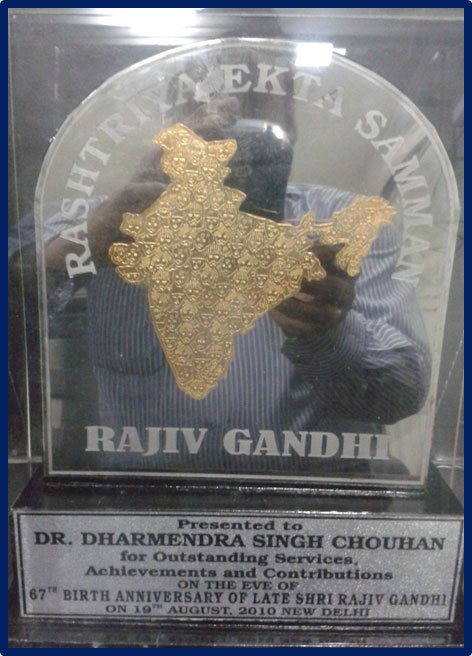 RASHTRIYA EKTA SAMMAN
RAJIV GANDHI
Presented to
DR. DHARMENDRA SINGH CHOUHAN
for Outstanding Services,
Achievements and Contributions
ON THE EVE OF
67TH BIRTH ANNIVERSARY OF LATE SHRI RAJIV GANDHI
ON 19TH AUGUST, 2010 NEW DELHI